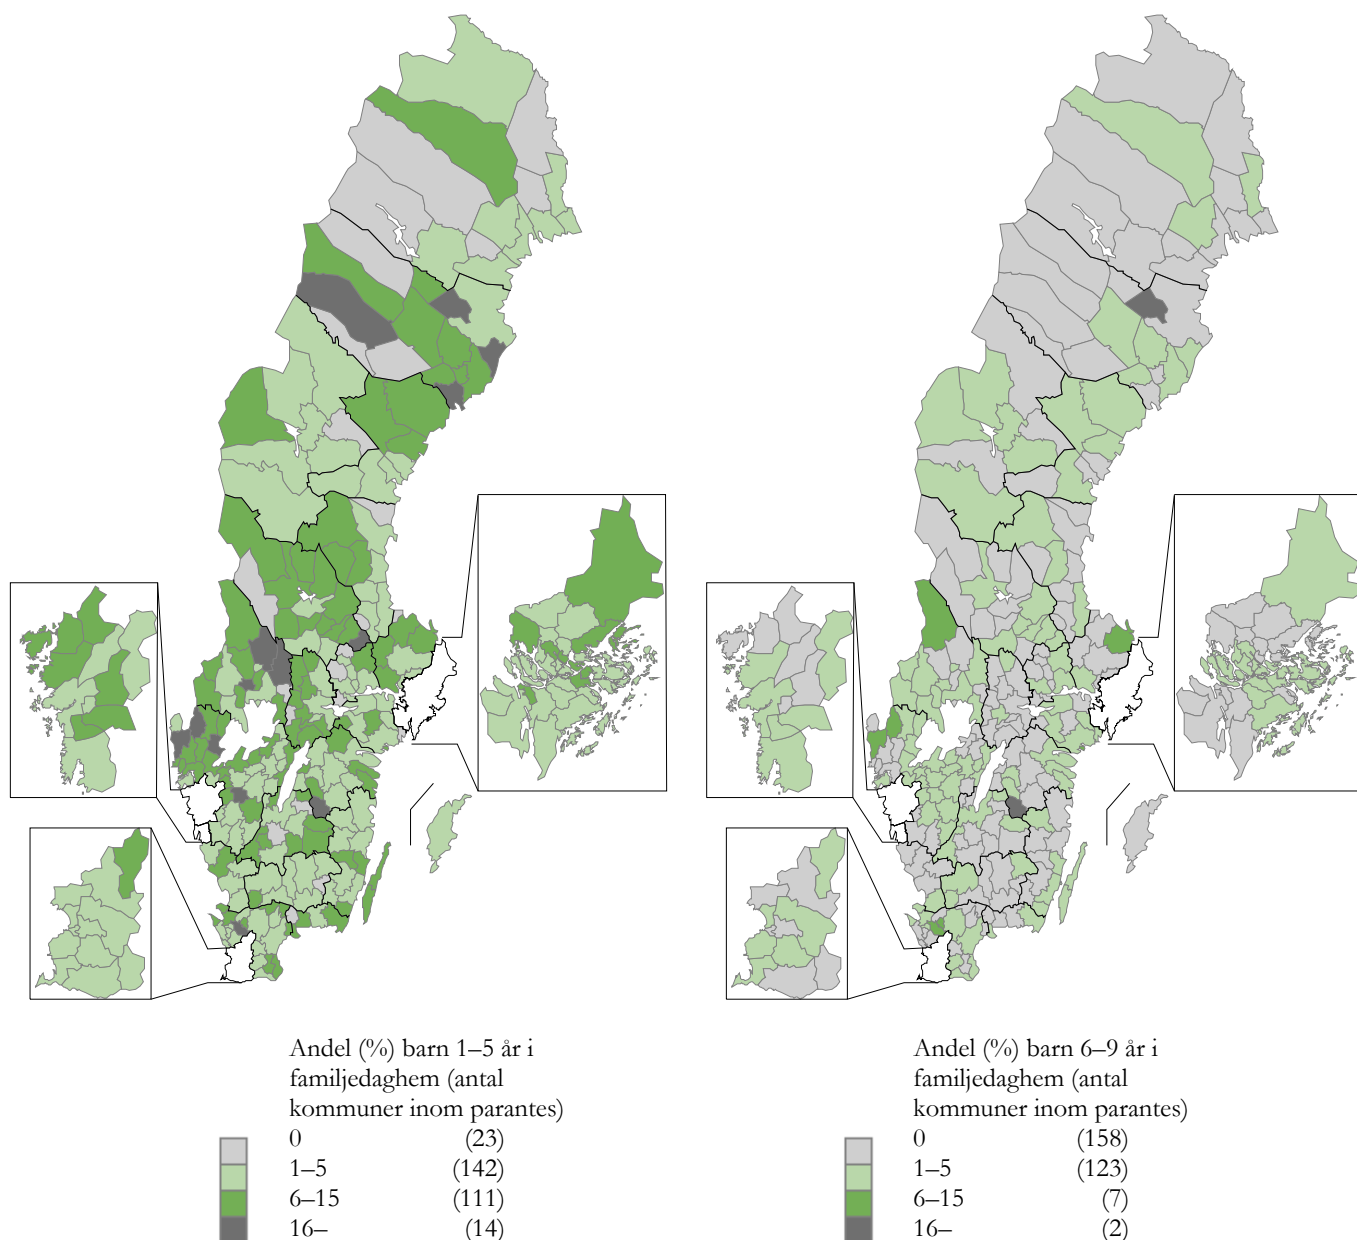 Andel (%) barn 1–5 år i
familjedaghem (antal
kommuner inom parantes)
0 (23)
1–5 (142)
6–15 (111)
16– (14)
Andel (%) barn 6–9 år i
familjedaghem (antal
kommuner inom parantes)
0 (158)
1–5 (123)
6–15 (7)
16– (2)